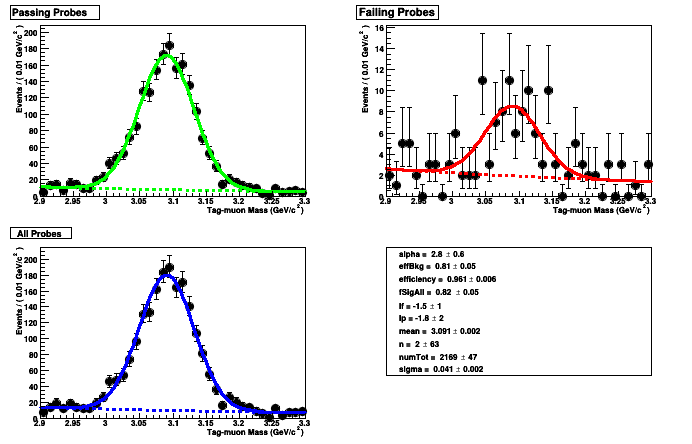 Passing Probes
Events / ( 0.01 GeV/c² )
200
180
160
140
120
100
80
60
40
20
0
2.9 2.95 3 3.05 3.1 3.15 3.2 3.25 3.3
Tag-muon Mass (GeV/c²)
Failing Probes
Events / ( 0.01 GeV/c² )
16
14
12
10
8
6
4
2
0
2.9 2.95 3 3.05 3.1 3.15 3.2 3.25 3.3
Tag-muon Mass (GeV/c²)
All Probes
Events / ( 0.01 GeV/c² )
200
180
160
140
120
100
80
60
40
20
0
2.9 2.95 3 3.05 3.1 3.15 3.2 3.25 3.3
Tag-muon Mass (GeV/c²)
alpha = 2.8 ± 0.6
effBkg = 0.81 ± 0.05
efficiency = 0.961 ± 0.006
fSigAll = 0.82 ± 0.05
lf = -1.5 ± 1
lp = -1.8 ± 2
mean = 3.091 ± 0.002
n = 2 ± 63
numTot = 2169 ± 47
sigma = 0.041 ± 0.002